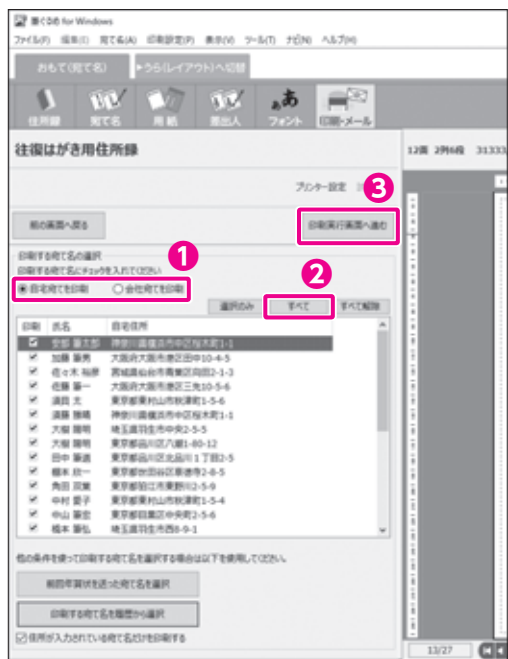 筆ぐるめ for Windows
ファイル(F) 編集(E) 宛て名(A) 印刷設定(P) 表示(V) ツール(T) ナビ(N) ヘルプ(H)
おもて(宛て名) ▶うら(レイアウト)へ切替
住所録 宛て名 用紙 差出人 フォント 印刷・メール
往復はがき用住所録
12面 2列6段 31333
プリンター設定
3
前の画面へ戻る 印刷実行画面へ進む
印刷する宛て名の選択
印刷する宛て名にチェックを入れてください
1
自宅宛てを印刷 会社宛てを印刷
2
選択のみ すべて すべて解除
印刷 氏名 自宅住所
安部 筆太郎 神奈川県横浜市中区桜木町1-1
加藤 筆男 大阪府大阪市港区田中10-4-5
佐々木 裕彦 宮城県仙台市青葉区向田2-1-3
佐藤 筆一 大阪府大阪市港区三先10-5-6
須貝 太 東京都東村山市秋津町1-5-6
須藤 雅晴 神奈川県横浜市中区桜木町1-1
大樹 陽明 埼玉県羽生市中央2-5-5
大樹 陽明 東京都品川区八潮1-80-12
田中 筆道 東京都品川区北品川1丁目2-5
橋本 欣一 東京都世田谷区豪徳寺2-8-5
角田 双葉 東京都狛江市東野川2-5-9
中村 愛子 東京都東村山市秋津町1-5-4
中山 筆宏 東京都目黒区中央町2-5-6
橋本 筆弘 埼玉県羽生市西8-9-1
他の条件を使って印刷する宛て名を選択する場合は以下を使用してください。
前回年賀状を送った宛て名を選択
印刷する宛て名を履歴から選択
住所が入力されている宛て名だけを印刷する
13/27